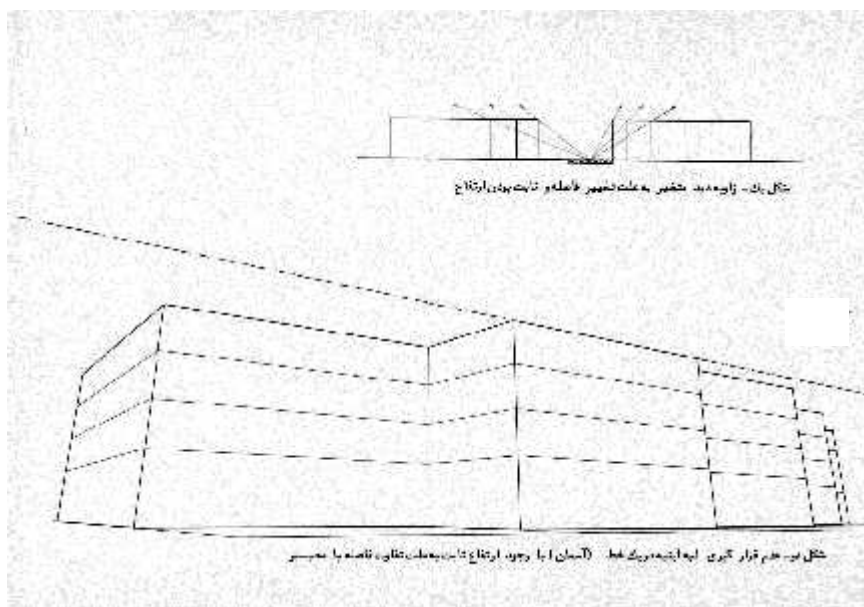 شکل یک- زاویه دید متغیر به علت تغییر فاصله و ثابت بودن ارتفاع
شکل دو- عدم قرار گیری لبه ابنیه در یک خط (آسمان) با وجود ارتفاع ثابت به علت تفاوت فاصله با مسیر